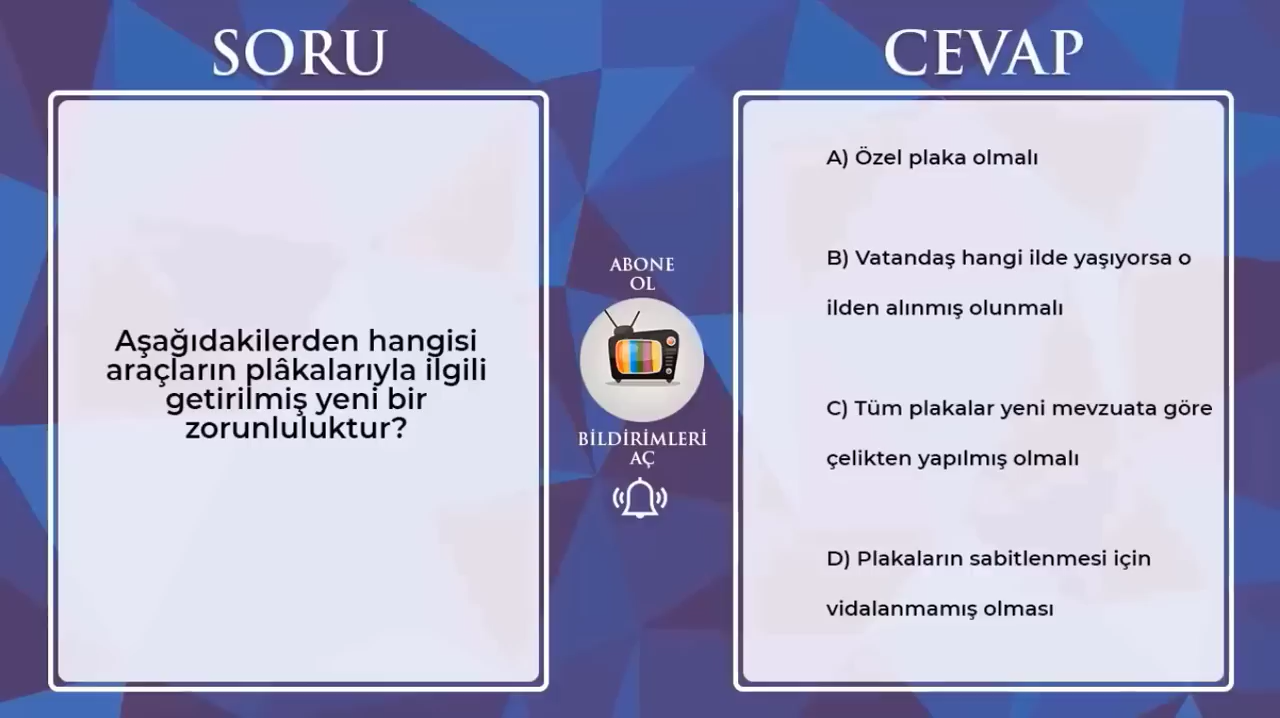 SORU
Aşağıdakilerden hangisi
araçların plâkalarıyla ilgili
getirilmiş yeni bir
zorunluluktur?
ABONE
OL
BİLDİRİMLERİ
AÇ
CEVAP
A) Özel plaka olmalı
B) Vatandaş hangi ilde yaşıyorsa o
ilden alınmış olunmalı
C) Tüm plakalar yeni mevzuata göre
çelikten yapılmış olmalı
D) Plakaların sabitlenmesi için
vidalanmamış olması